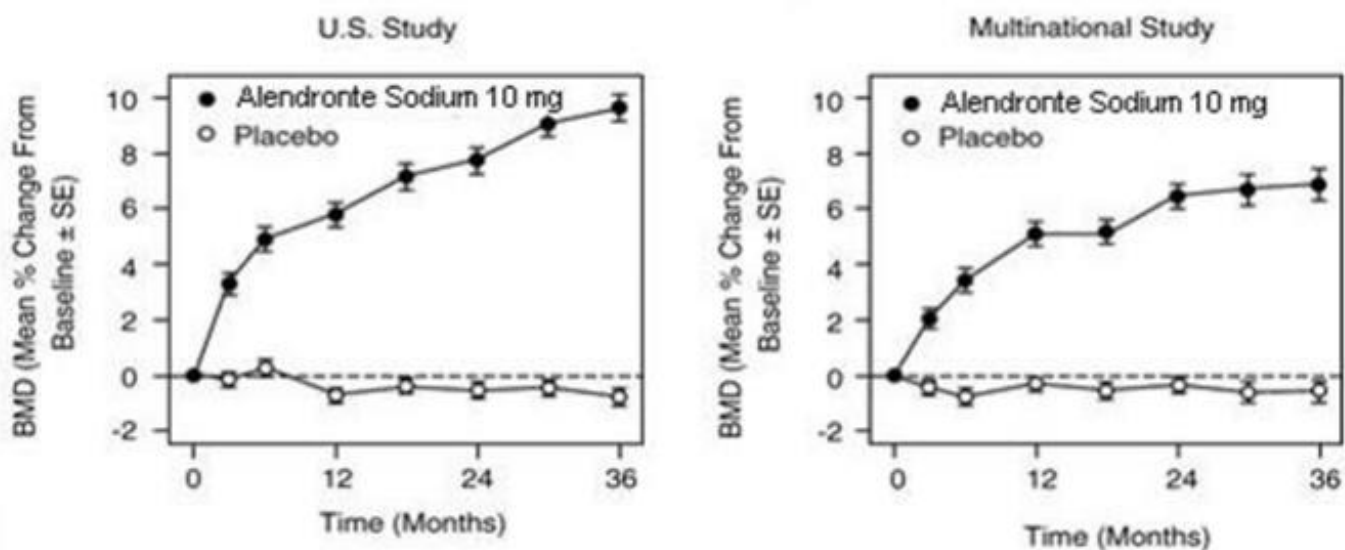 U.S. Study
BMD (Mean % Change From
Baseline ± SE)
10
8
6
4
2
0
-2
Alendronte Sodium 10 mg
Placebo
0 12 24 36
Time (Months)
Multinational Study
BMD (Mean % Change From
Baseline ± SE)
10
8
6
4
2
0
-2
Alendronte Sodium 10 mg
Placebo
0 12 24 36
Time (Months)